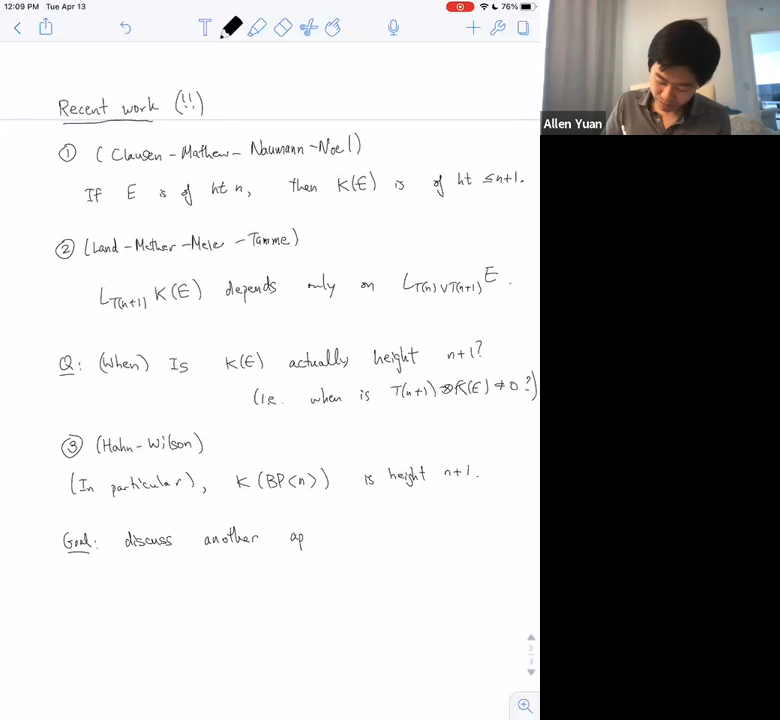 12:09 PM Tue Apr 13
76%
Recent work (!!)
① (Clausen - Mathew - Naumann - Noel)
If E is of ht n, then K(E) is of ht ≤ n+1.
② (Land - Mathew - Meier - Tamme)
L_{T(n+1)} K(E) depends only on L_{T(n)∨T(n+1)} E.
Q: (When) Is K(E) actually height n+1?
(I.e. when is T(n+1)⊗K(E) ≠ 0?)
③ (Hahn - Wilson)
(In particular), K(BP<n>) is height n+1.
Goal: discuss another ap
Allen Yuan